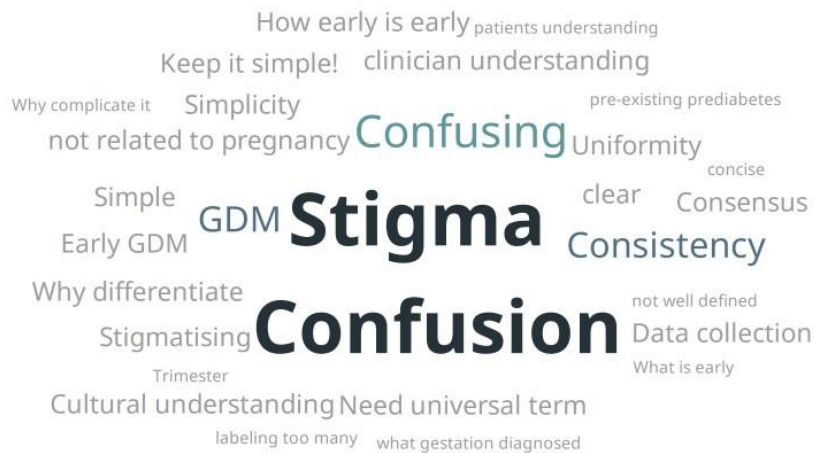 How early is early
patients understanding
Keep it simple!
clinician understanding
Why complicate it
Simplicity
pre-existing prediabetes
not related to pregnancy
Confusing
Uniformity
concise
Simple
GDM
Stigma
clear
Consensus
Early GDM
Consistency
Why differentiate
not well defined
Stigmatising
Confusion
Data collection
What is early
Trimester
Cultural understanding
Need universal term
labeling too many
what gestation diagnosed